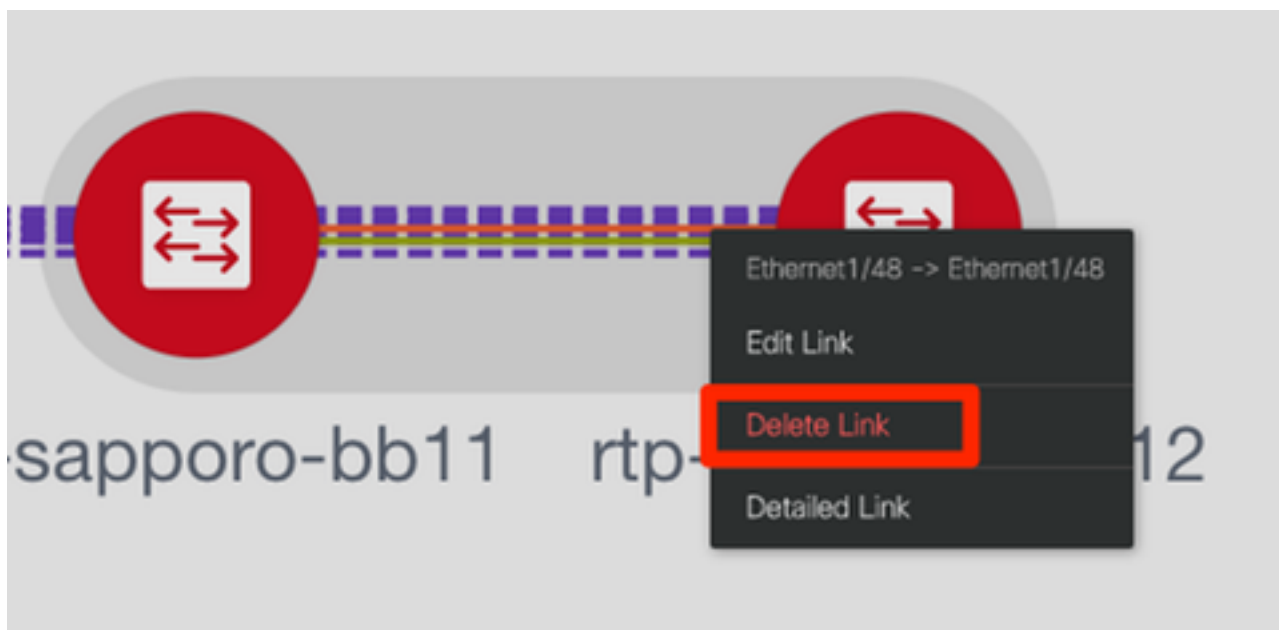 Ethernet1/48 -> Ethernet1/48
Edit Link
Delete Link
-sapporo-bb11 rtp- 12
Detailed Link